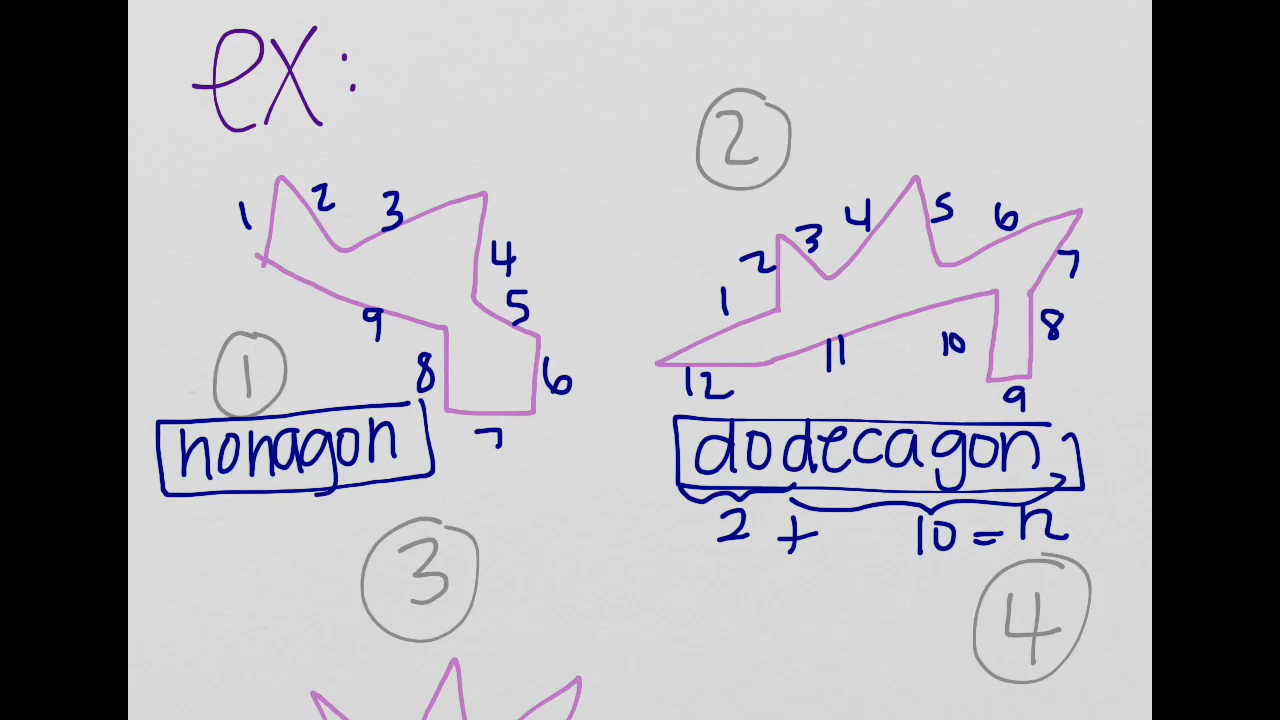 ex:
2
1 2 3 4 5 6 7 8 9
1 2 3 4 5 6 7 8 9 10 11 12
1
nonagon
dodecagon
2 + 10 = 12
3
4